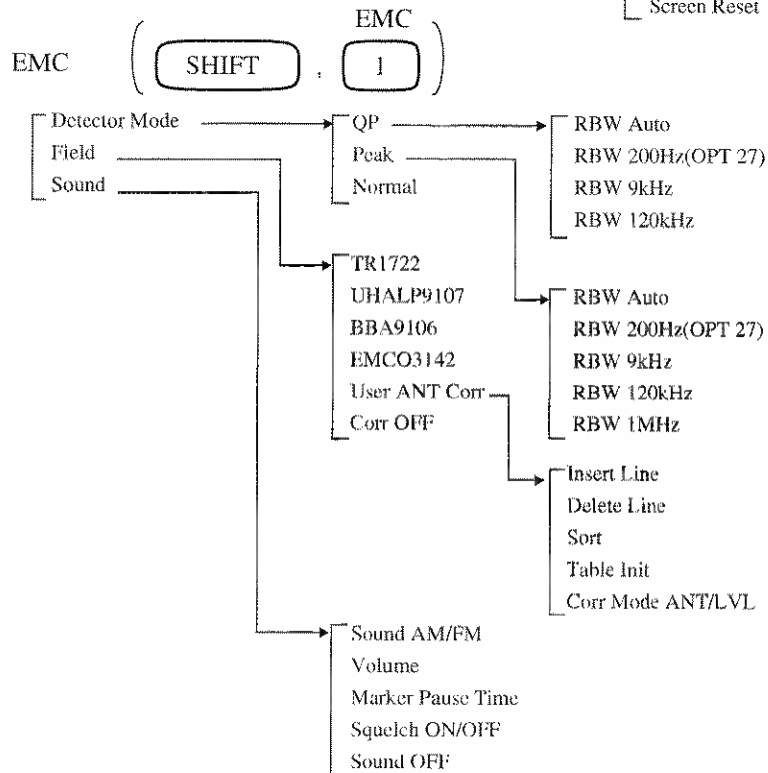 Screen Reset
EMC
EMC ( SHIFT , 1 )
Detector Mode
Field
Sound
QP
Peak
Normal
RBW Auto
RBW 200Hz(OPT 27)
RBW 9kHz
RBW 120kHz
TR1722
UHALP9107
BBA9106
EMCO3142
User ANT Corr
Corr OFF
RBW Auto
RBW 200Hz(OPT 27)
RBW 9kHz
RBW 120kHz
RBW 1MHz
Insert Line
Delete Line
Sort
Table Init
Corr Mode ANT/LVL
Sound AM/FM
Volume
Marker Pause Time
Squelch ON/OFF
Sound OFF